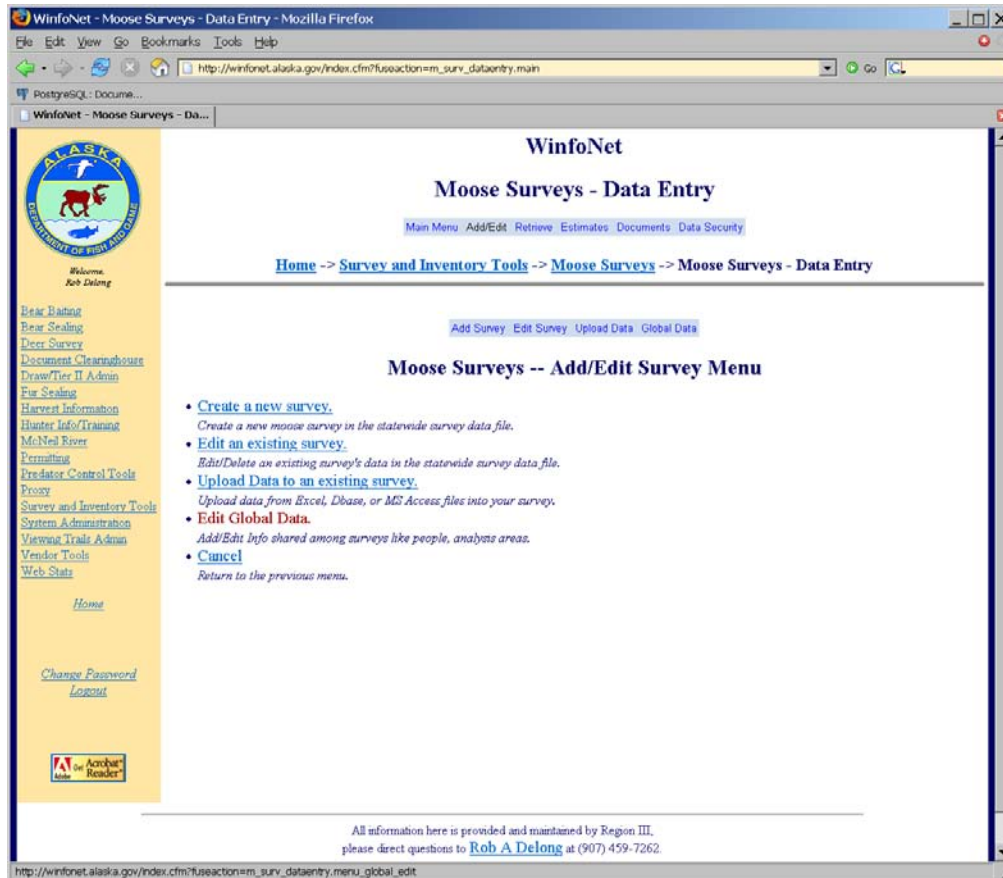 WinfoNet - Moose Surveys - Data Entry - Mozilla Firefox
File Edit View Go Bookmarks Tools Help
http://winfonet.alaska.gov/index.cfm?fuseaction=m_surv_dataentry.main
Go
PostgreSQL: Docume...
WinfoNet - Moose Surveys - Da...
ALASKA
DEPARTMENT OF FISH AND GAME
Welcome,
Rob Delong
Bear Baiting
Bear Sealing
Deer Survey
Document Clearinghouse
Draw/Tier II Admin
Fur Sealing
Harvest Information
Hunter Info/Training
McNeil River
Permitting
Predator Control Tools
Proxy
Survey and Inventory Tools
System Administration
Viewing Trails Admin
Vendor Tools
Web Stats
Home
Change Password
Logout
Adobe Get Acrobat Reader
WinfoNet
Moose Surveys - Data Entry
Main Menu Add/Edit Retrieve Estimates Documents Data Security
Home -> Survey and Inventory Tools -> Moose Surveys -> Moose Surveys - Data Entry
Add Survey Edit Survey Upload Data Global Data
Moose Surveys -- Add/Edit Survey Menu
• Create a new survey.
Create a new moose survey in the statewide survey data file.
• Edit an existing survey.
Edit/Delete an existing survey's data in the statewide survey data file.
• Upload Data to an existing survey.
Upload data from Excel, Dbase, or MS Access files into your survey.
• Edit Global Data.
Add/Edit Info shared among surveys like people, analysis areas.
• Cancel
Return to the previous menu.
All information here is provided and maintained by Region III,
please direct questions to Rob A Delong at (907) 459-7262.
http://winfonet.alaska.gov/index.cfm?fuseaction=m_surv_dataentry.menu_global_edit